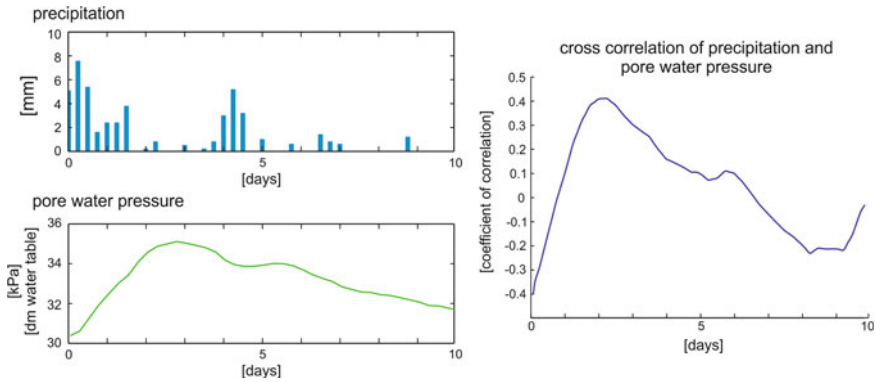 precipitation
10
8
6
4
2
0
[mm]
0
5
10
[days]
pore water pressure
36
34
32
30
[kPa]
[dm water table]
0
5
10
[days]
cross correlation of precipitation and
pore water pressure
0.5
0.4
0.3
0.2
0.1
0
-0.1
-0.2
-0.3
-0.4
[coefficient of correlation]
0
5
10
[days]